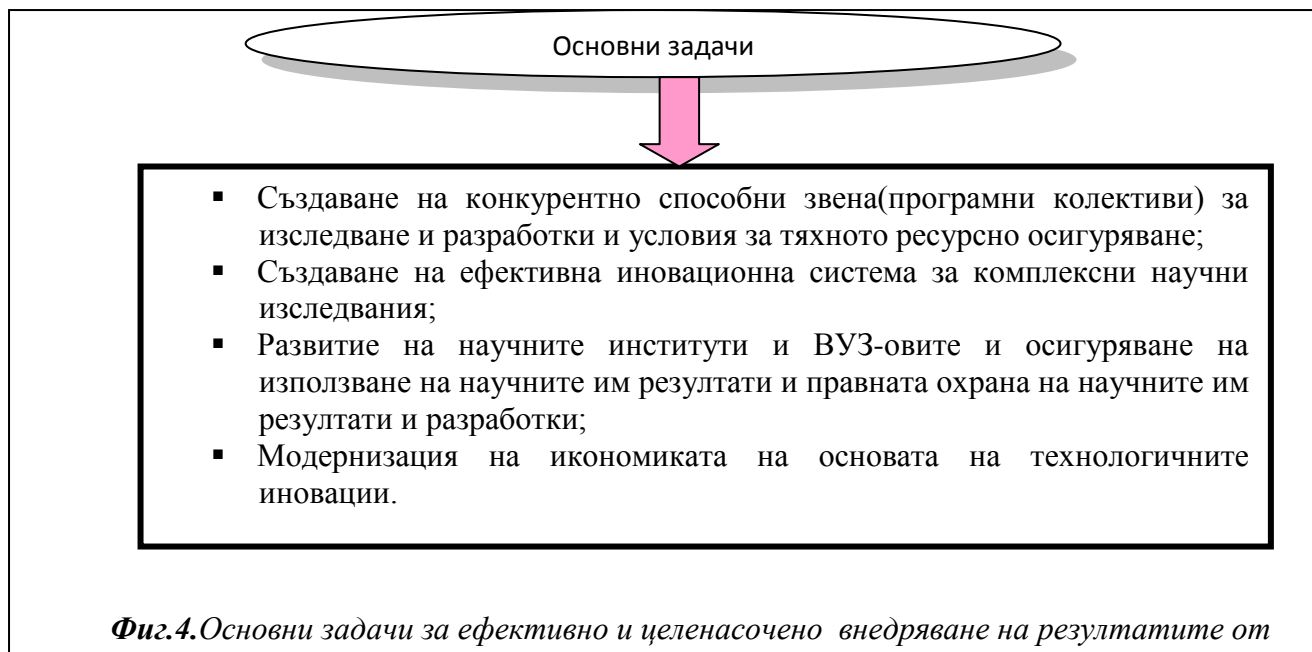 Основни задачи
▪ Създаване на конкурентно способни звена(програмни колективи) за
изследване и разработки и условия за тяхното ресурсно осигуряване;
▪ Създаване на ефективна иновационна система за комплексни научни
изследвания;
▪ Развитие на научните институти и ВУЗ-овите и осигуряване на
използване на научните им резултати и правната охрана на научните им
резултати и разработки;
▪ Модернизация на икономиката на основата на технологичните
иновации.
Фиг.4.Основни задачи за ефективно и целенасочено внедряване на резултатите от